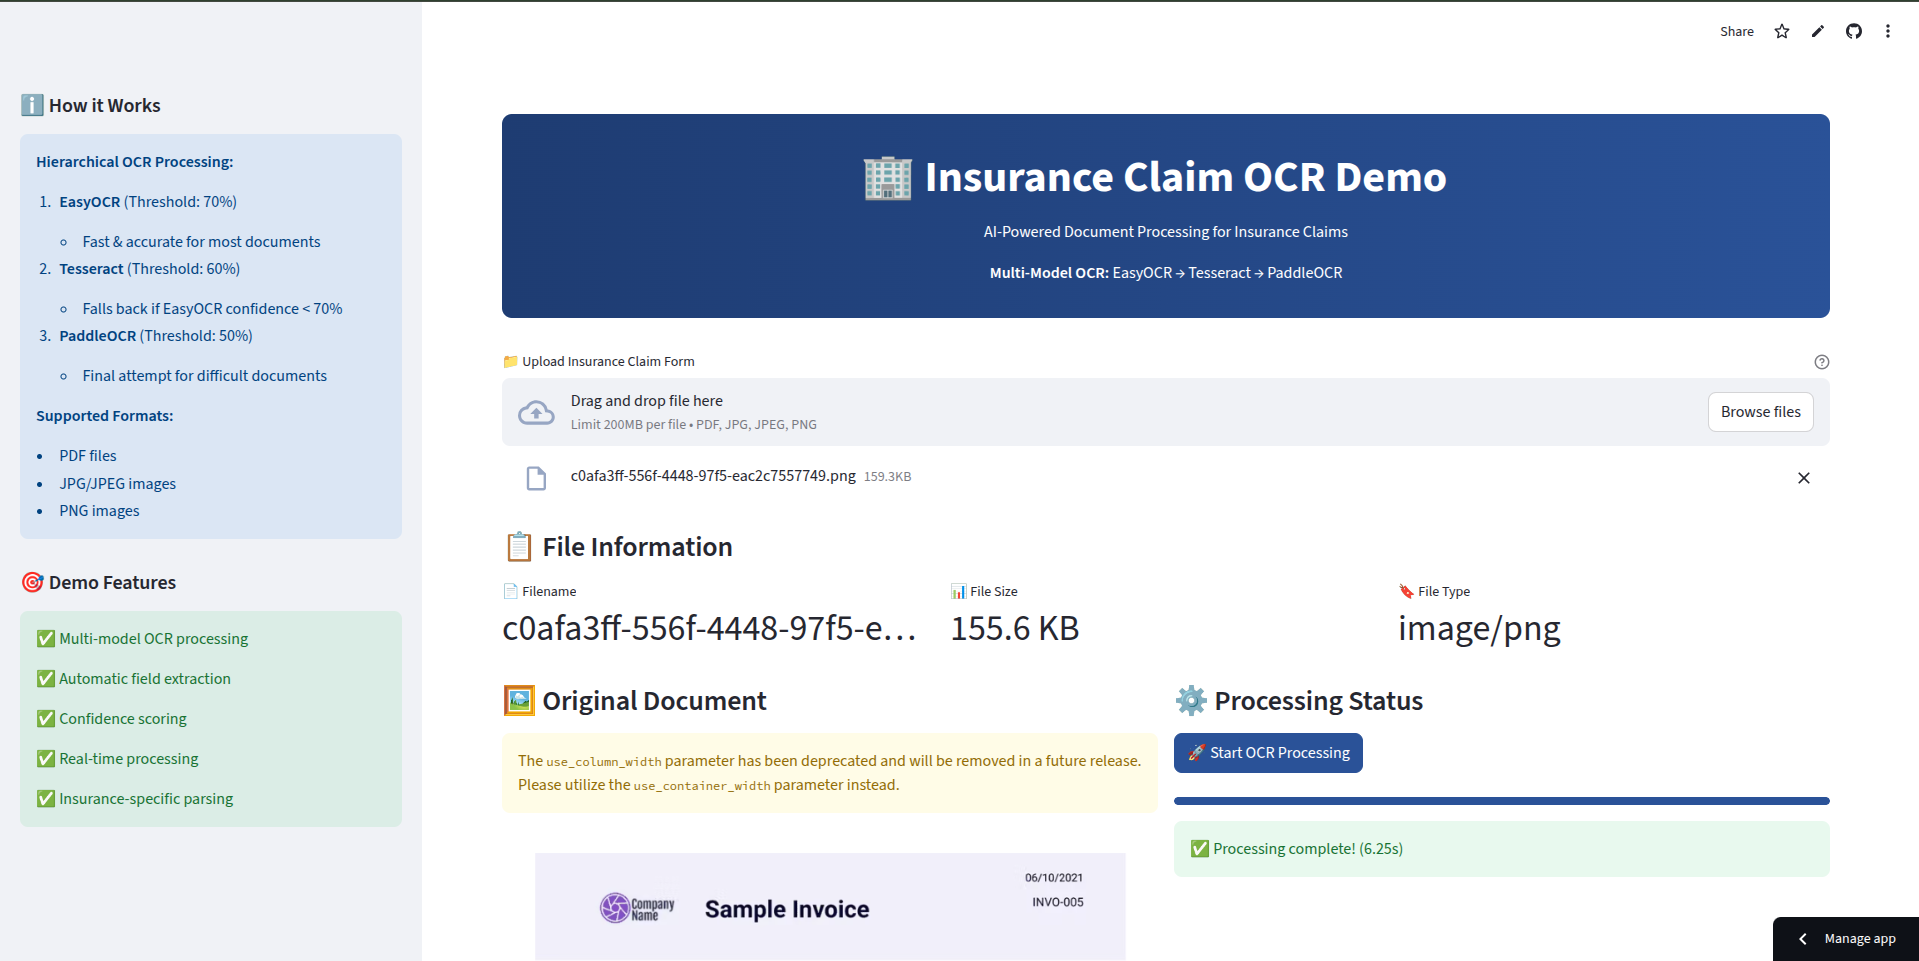 Share
How it Works
Hierarchical OCR Processing:
1. EasyOCR (Threshold: 70%)
Fast & accurate for most documents
2. Tesseract (Threshold: 60%)
Falls back if EasyOCR confidence < 70%
3. PaddleOCR (Threshold: 50%)
Final attempt for difficult documents
Supported Formats:
PDF files
JPG/JPEG images
PNG images
Demo Features
Multi-model OCR processing
Automatic field extraction
Confidence scoring
Real-time processing
Insurance-specific parsing
Insurance Claim OCR Demo
AI-Powered Document Processing for Insurance Claims
Multi-Model OCR: EasyOCR → Tesseract → PaddleOCR
Upload Insurance Claim Form
Drag and drop file here
Limit 200MB per file • PDF, JPG, JPEG, PNG
Browse files
c0afa3ff-556f-4448-97f5-eac2c7557749.png 159.3KB
File Information
Filename
c0afa3ff-556f-4448-97f5-e...
File Size
155.6 KB
File Type
image/png
Original Document
The use_column_width parameter has been deprecated and will be removed in a future release.
Please utilize the use_container_width parameter instead.
Company
Name
Sample Invoice
06/10/2021
INVO-005
Processing Status
Start OCR Processing
Processing complete! (6.25s)
Manage app